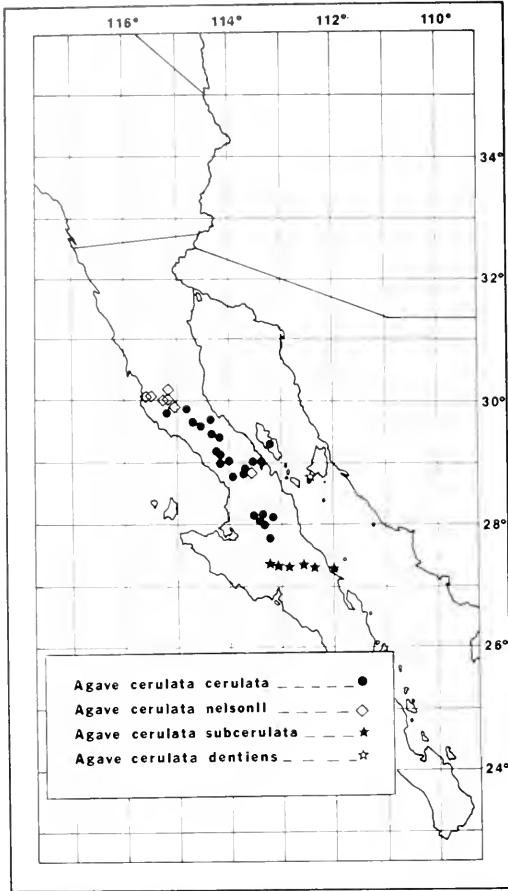 116° 114° 112° 110°
34°
32°
30°
28°
26°
24°
Agave cerulata cerulata
Agave cerulata nelsonII
Agave cerulata subcerulata
Agave cerulata dentiens